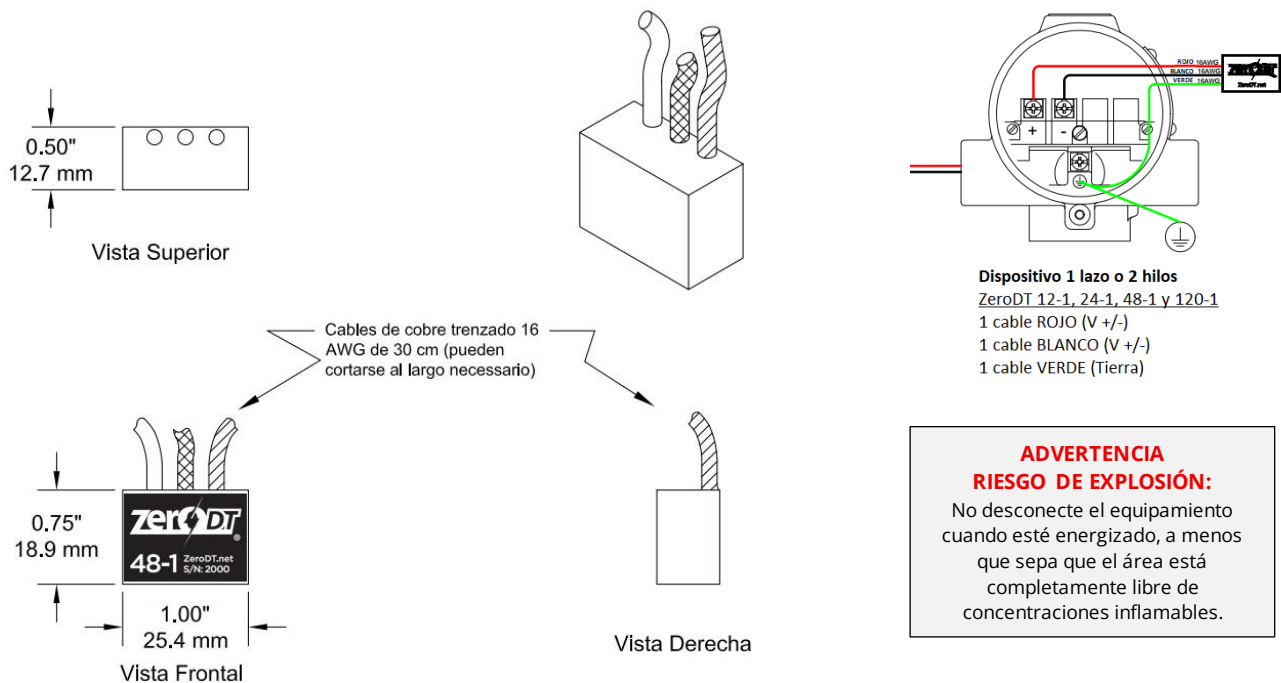 0.50"
12.7 mm
Vista Superior
Cables de cobre trenzado 16
AWG de 30 cm (pueden
cortarse al largo necessario)
0.75"
18.9 mm
zeroDT®
48-1 ZeroDT.net
S/N: 2000
1.00"
25.4 mm
Vista Frontal
Vista Derecha
ROJO 16AWG
BLANCO 16AWG
VERDE 16AWG
zeroDT
ZeroDT.net
+ -
Dispositivo 1 lazo o 2 hilos
ZeroDT 12-1, 24-1, 48-1 y 120-1
1 cable ROJO (V +/-)
1 cable BLANCO (V +/-)
1 cable VERDE (Tierra)
ADVERTENCIA
RIESGO DE EXPLOSIÓN:
No desconecte el equipamiento
cuando esté energizado, a menos
que sepa que el área está
completamente libre de
concentraciones inflamables.